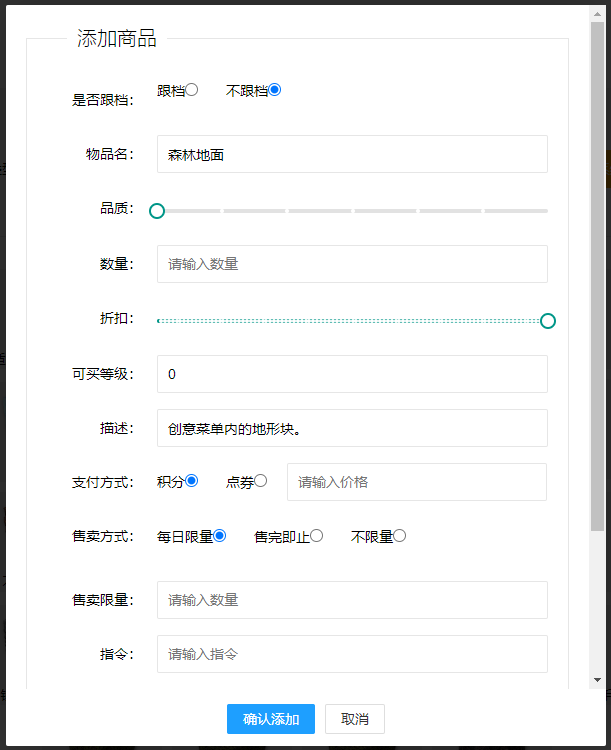 添加商品
是否跟档： 跟档 不跟档
物品名： 森林地面
品质：
数量： 请输入数量
折扣：
可买等级： 0
描述： 创意菜单内的地形块。
支付方式： 积分 点券 请输入价格
售卖方式： 每日限量 售完即止 不限量
售卖限量： 请输入数量
指令： 请输入指令
确认添加 取消